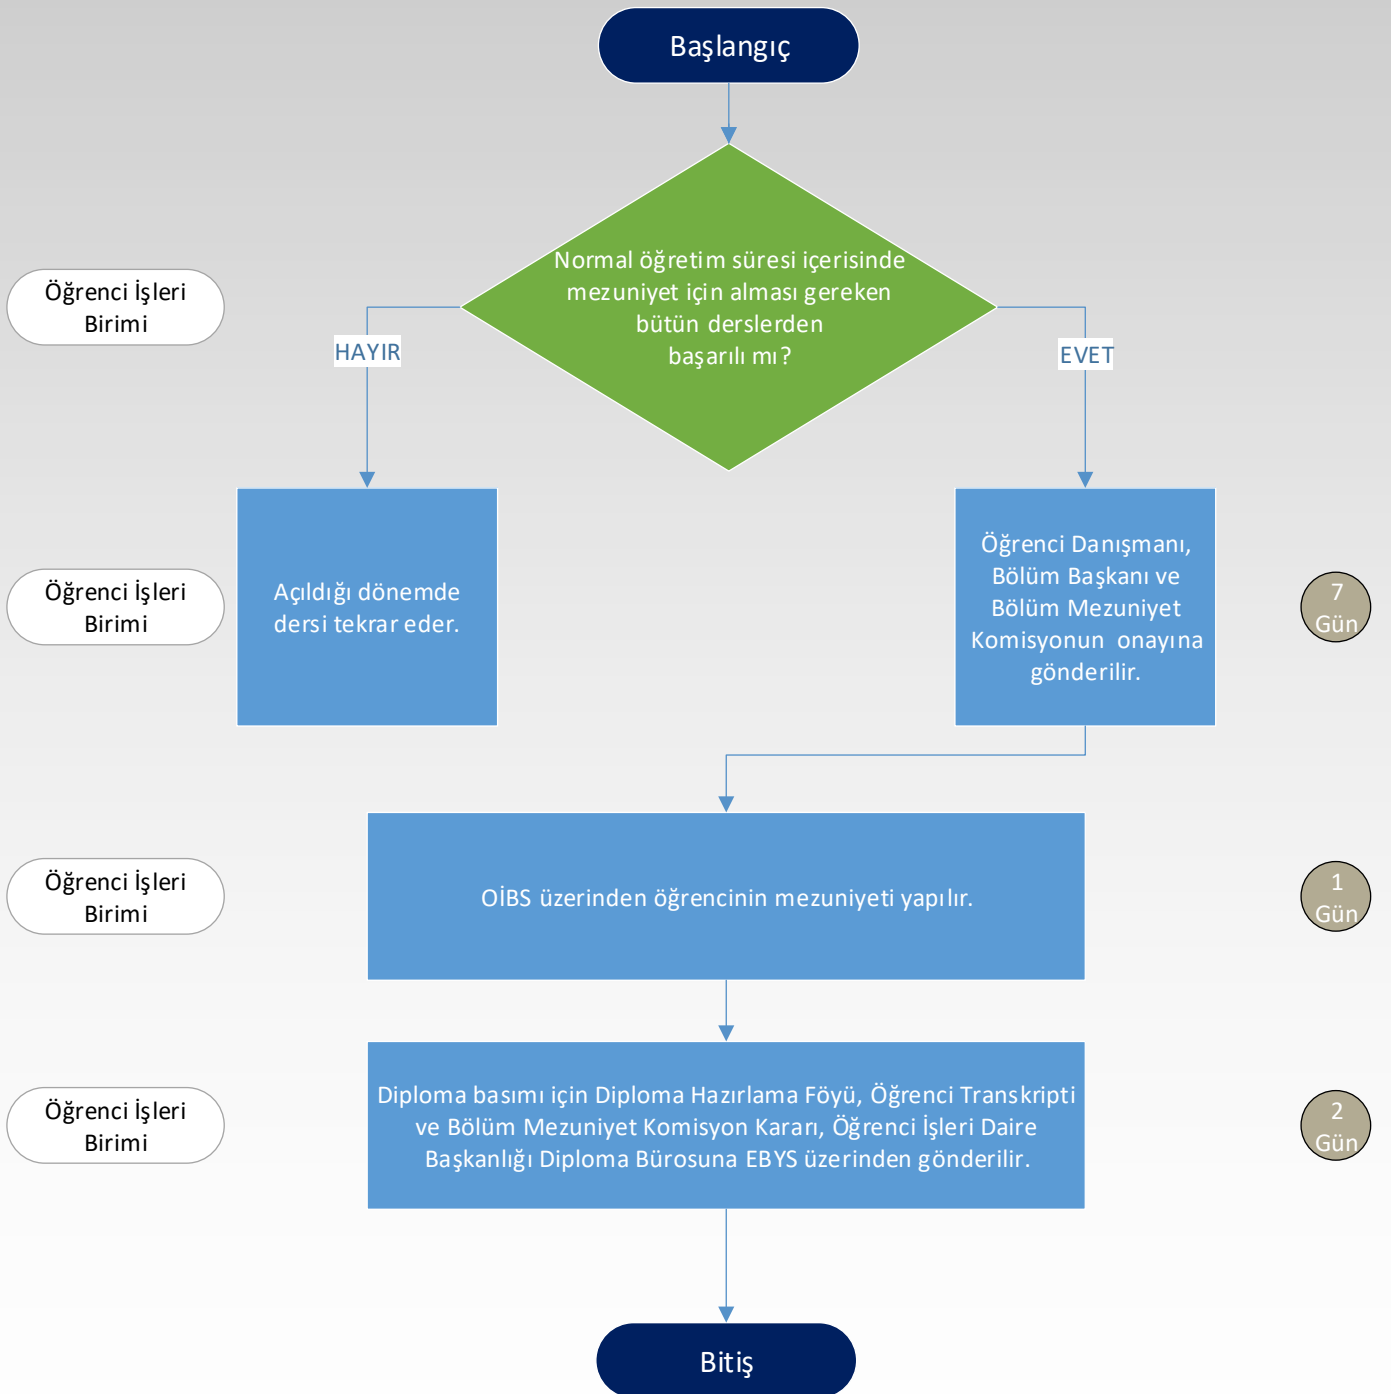 Başlangıç
Normal öğretim süresi içerisinde
mezuniyet için alması gereken
bütün derslerden
başarılı mı?
Öğrenci İşleri
Birimi
HAYIR
EVET
Öğrenci İşleri
Birimi
Açıldığı dönemde
dersi tekrar eder.
Öğrenci Danışmanı,
Bölüm Başkanı ve
Bölüm Mezuniyet
Komisyonun onayına
gönderilir.
7
Gün
Öğrenci İşleri
Birimi
OİBS üzerinden öğrencinin mezuniyeti yapılır.
1
Gün
Öğrenci İşleri
Birimi
Diploma basımı için Diploma Hazırlama Föyü, Öğrenci Transkripti
ve Bölüm Mezuniyet Komisyon Kararı, Öğrenci İşleri Daire
Başkanlığı Diploma Bürosuna EBYS üzerinden gönderilir.
2
Gün
Bitiş